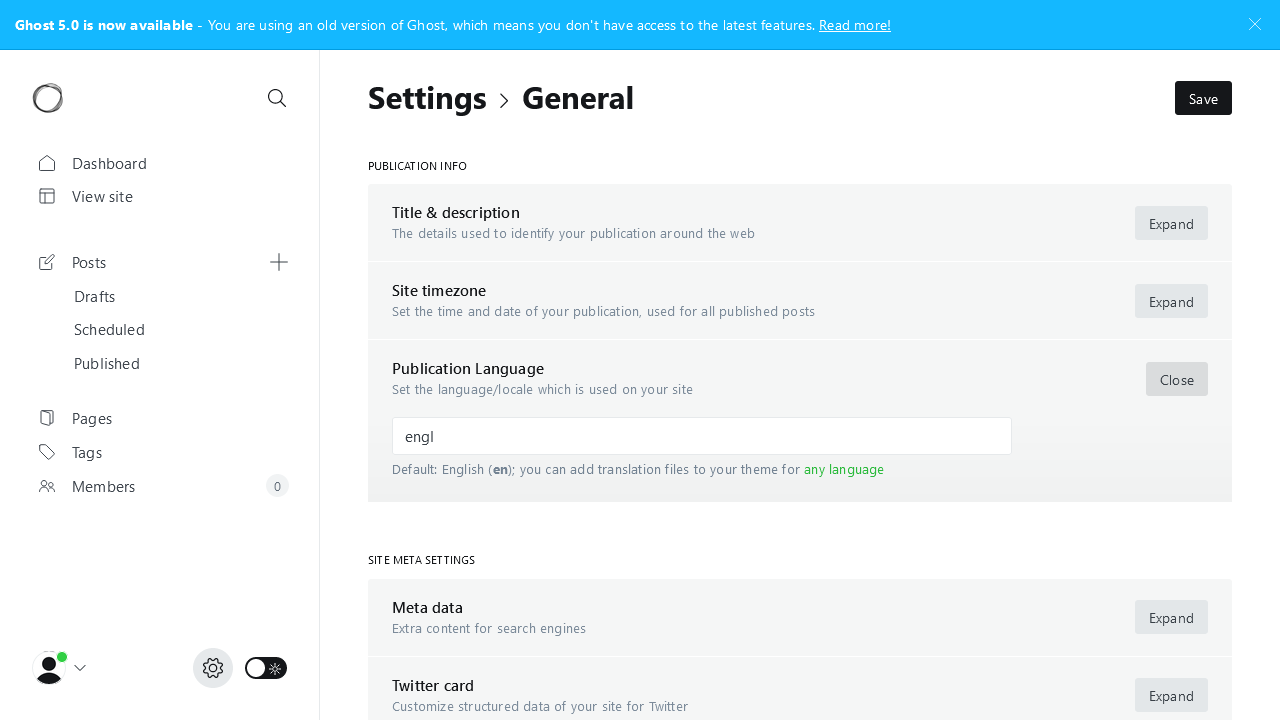 Ghost 5.0 is now available - You are using an old version of Ghost, which means you don't have access to the latest features. Read more!
Dashboard
View site
Posts
Drafts
Scheduled
Published
Pages
Tags
Members 0
Settings > General
Save
PUBLICATION INFO
Title & description
The details used to identify your publication around the web
Expand
Site timezone
Set the time and date of your publication, used for all published posts
Expand
Publication Language
Set the language/locale which is used on your site
Close
engl
Default: English (en); you can add translation files to your theme for any language
SITE META SETTINGS
Meta data
Extra content for search engines
Expand
Twitter card
Customize structured data of your site for Twitter
Expand